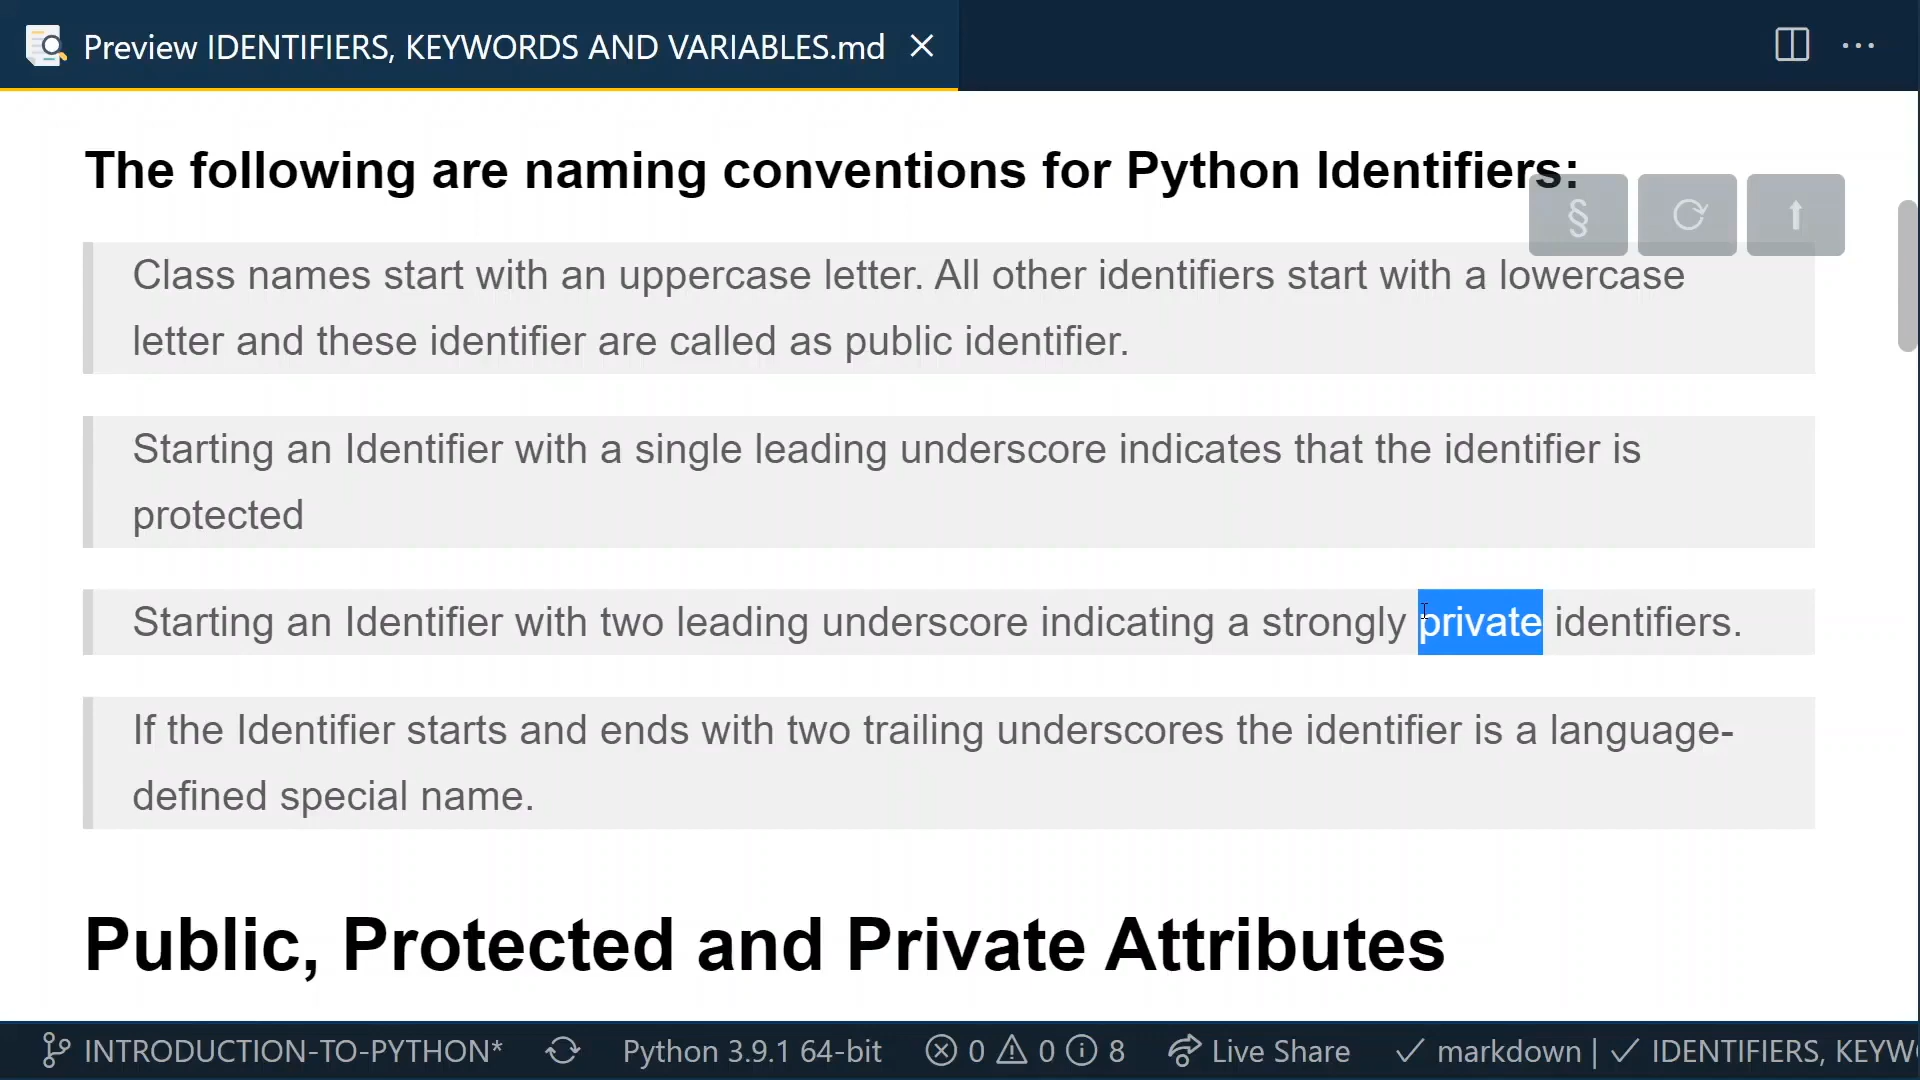 Preview IDENTIFIERS, KEYWORDS AND VARIABLES.md
The following are naming conventions for Python Identifiers:
§
Class names start with an uppercase letter. All other identifiers start with a lowercase
letter and these identifier are called as public identifier.
Starting an Identifier with a single leading underscore indicates that the identifier is
protected
Starting an Identifier with two leading underscore indicating a strongly private identifiers.
If the Identifier starts and ends with two trailing underscores the identifier is a language-
defined special name.
Public, Protected and Private Attributes
INTRODUCTION-TO-PYTHON* Python 3.9.1 64-bit 0 0 8 Live Share markdown | IDENTIFIERS, KEYW